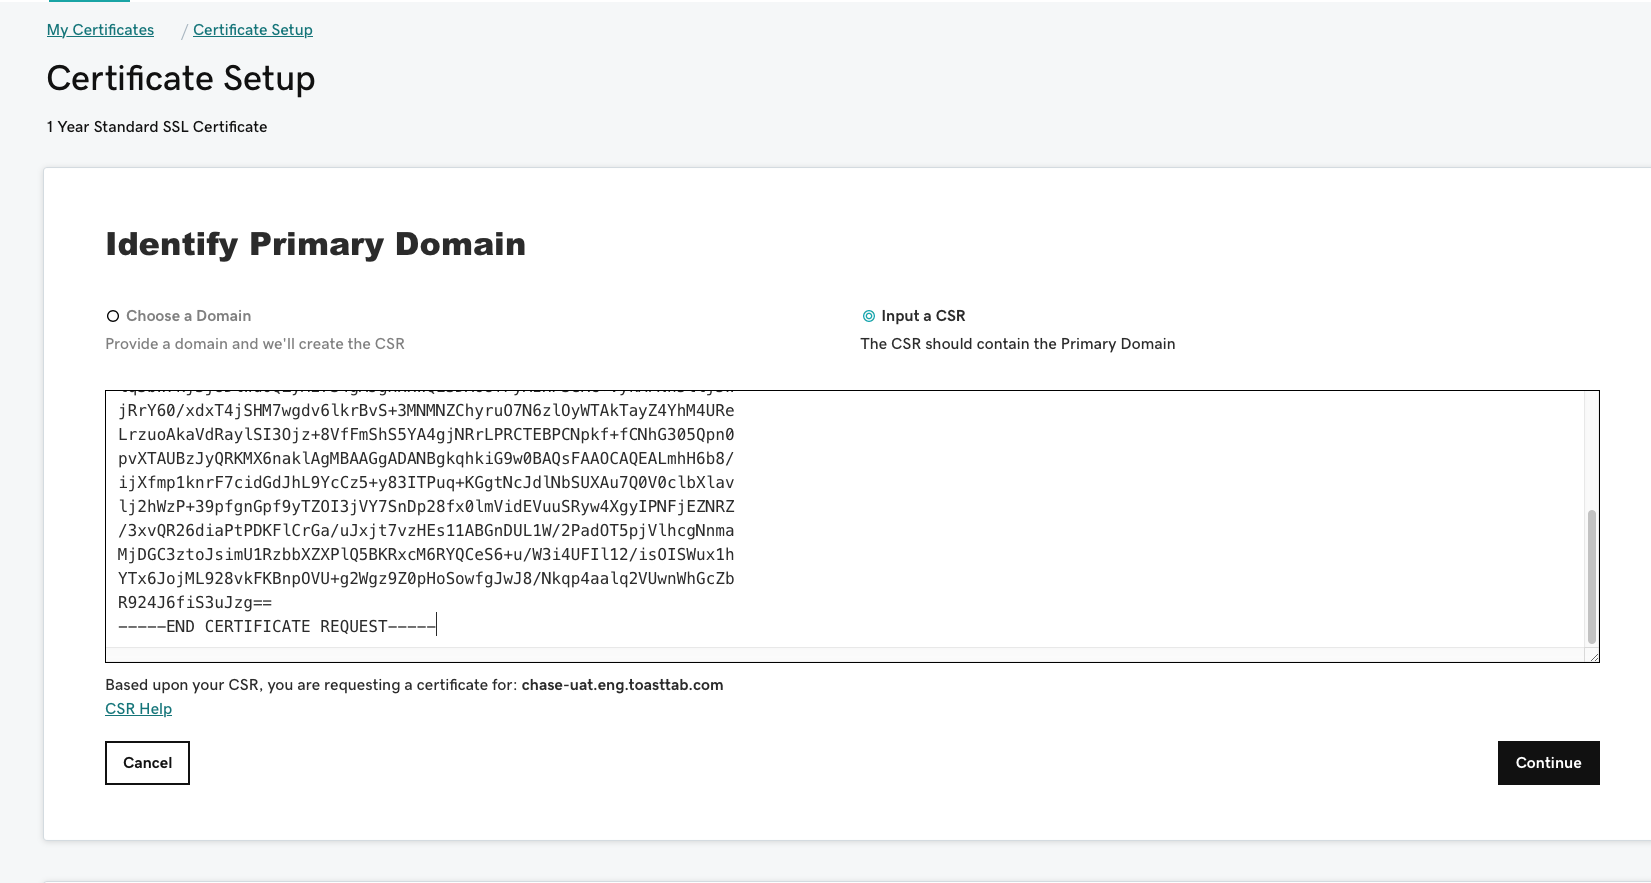 My Certificates / Certificate Setup
Certificate Setup
1 Year Standard SSL Certificate
Identify Primary Domain
Choose a Domain
Provide a domain and we'll create the CSR
Input a CSR
The CSR should contain the Primary Domain
jRrY60/xdxT4jSHM7wgdv6lkrBvS+3MNMNZChyruO7N6zlOyWTAkTayZ4YhM4URe
LrzuoAkaVdRaylSI3Ojz+8VfFmShS5YA4gjNRrLPRCTEBPCNpkf+fCNhG305Qpn0
pvXTAUBzJyQRKMX6naklAgMBAAGgADANBgkqhkiG9w0BAQsFAAOCAQEALmhH6b8/
ijXfmp1knrF7cidGdJhL9YcCz5+y83ITPuq+KGgtNcJdlNbSUXAu7Q0V0clbXlav
lj2hWzP+39pfgnGpf9yTZOI3jVY7SnDp28fx0lmVidEVuuSRyw4XgyIPNFjEZNRZ
/3xvQR26diaPtPDKFlCrGa/uJxjt7vzHEs11ABGnDUL1W/2PadOT5pjVlhcgNnma
MjDGC3ztoJsimU1RzbbXZXPlQ5BKRxcM6RYQCeS6+u/W3i4UFIl12/isOISWux1h
YTx6JojML928vkFKBnpOVU+g2Wgz9Z0pHoSowfgJwJ8/Nkqp4aalq2VUwnWhGcZb
R924J6fiS3uJzg==
-----END CERTIFICATE REQUEST-----
Based upon your CSR, you are requesting a certificate for: chase-uat.eng.toasttab.com
CSR Help
Cancel
Continue